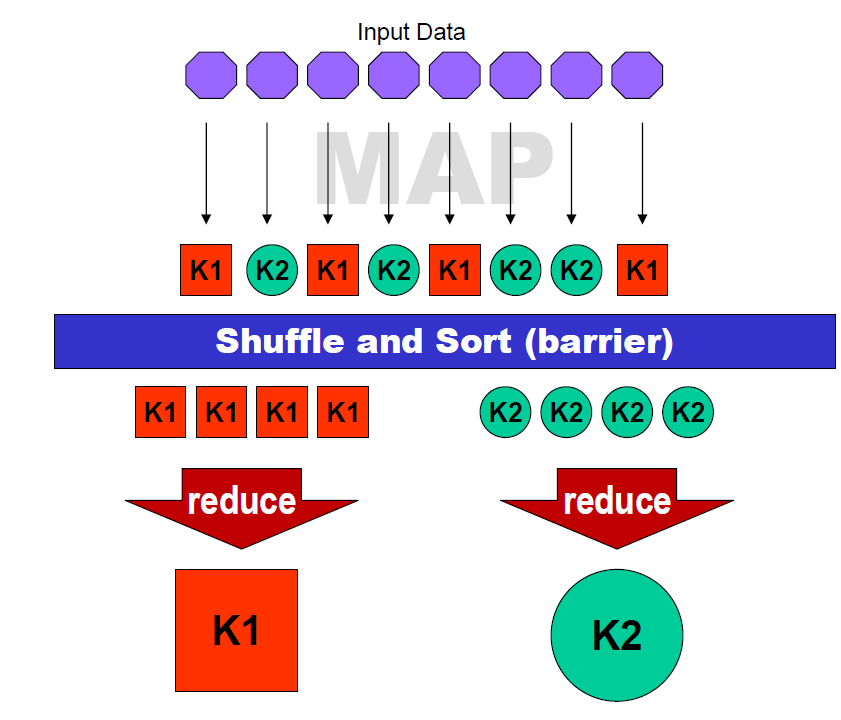 Input Data
MAP
K1 K2 K1 K2 K1 K2 K2 K1
Shuffle and Sort (barrier)
K1 K1 K1 K1 K2 K2 K2 K2
reduce reduce
K1 K2